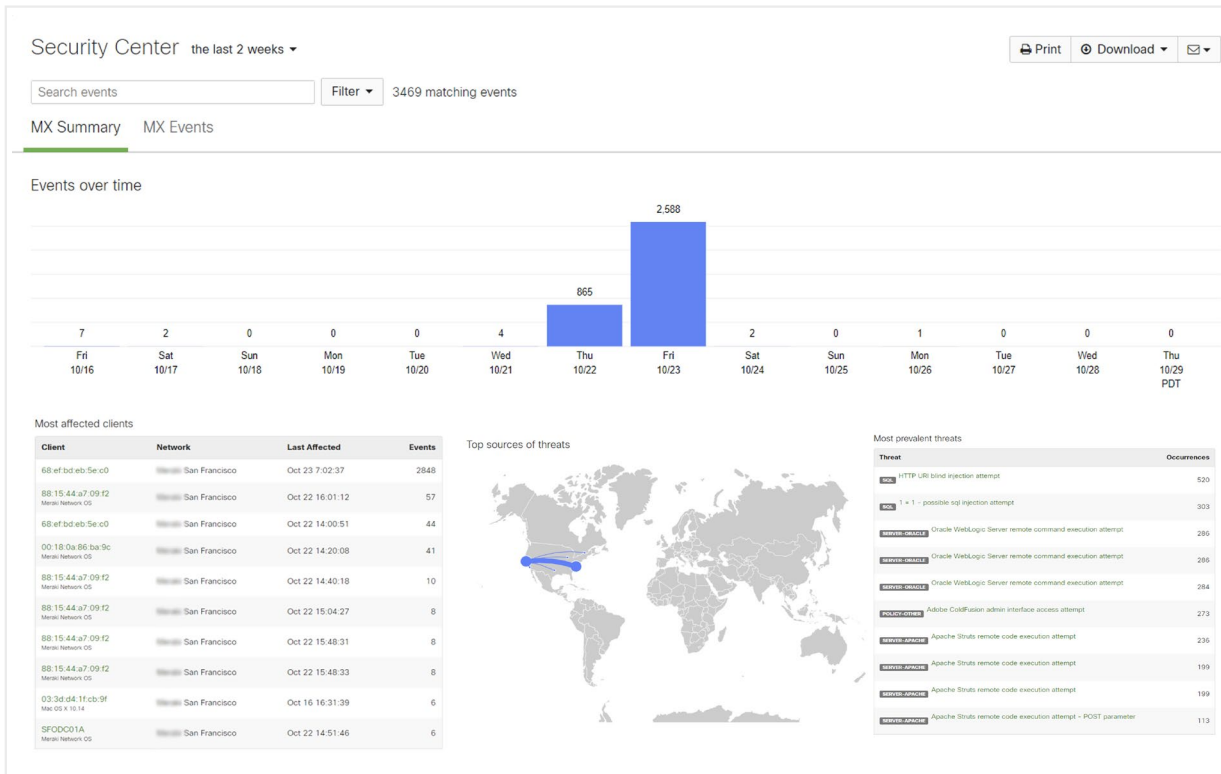 Security Center the last 2 weeks
Print Download
Search events Filter 3469 matching events
MX Summary MX Events
Events over time
2,588
865
7 2 0 0 0 4 2 0 1 0 0 0
Fri Sat Sun Mon Tue Wed Thu Fri Sat Sun Mon Tue Wed Thu
10/16 10/17 10/18 10/19 10/20 10/21 10/22 10/23 10/24 10/25 10/26 10/27 10/28 10/29
PDT
Most affected clients
Client Network Last Affected Events
68:ef:bd:eb:5e:c0 San Francisco Oct 23 7:02:37 2848
88:15:44:a7:09:f2 San Francisco Oct 22 16:01:12 57
Meraki Network OS
68:ef:bd:eb:5e:c0 San Francisco Oct 22 14:00:51 44
00:18:0a:86:ba:9c San Francisco Oct 22 14:20:08 41
Meraki Network OS
88:15:44:a7:09:f2 San Francisco Oct 22 14:40:18 10
Meraki Network OS
88:15:44:a7:09:f2 San Francisco Oct 22 15:04:27 8
Meraki Network OS
88:15:44:a7:09:f2 San Francisco Oct 22 15:48:31 8
Meraki Network OS
88:15:44:a7:09:f2 San Francisco Oct 22 15:48:33 8
Meraki Network OS
03:3d:d4:1f:cb:9f San Francisco Oct 16 16:31:39 6
Mac OS X 10.14
SFODC01A San Francisco Oct 22 14:51:46 6
Meraki Network OS
Top sources of threats
Most prevalent threats
Threat Occurrences
SQL HTTP URI blind injection attempt 520
SQL 1 = 1 - possible sql injection attempt 303
SERVER-ORACLE Oracle WebLogic Server remote command execution attempt 286
SERVER-ORACLE Oracle WebLogic Server remote command execution attempt 286
SERVER-ORACLE Oracle WebLogic Server remote command execution attempt 284
POLICY-OTHER Adobe ColdFusion admin interface access attempt 273
SERVER-APACHE Apache Struts remote code execution attempt 236
SERVER-APACHE Apache Struts remote code execution attempt 199
SERVER-APACHE Apache Struts remote code execution attempt 199
SERVER-APACHE Apache Struts remote code execution attempt - POST parameter 113